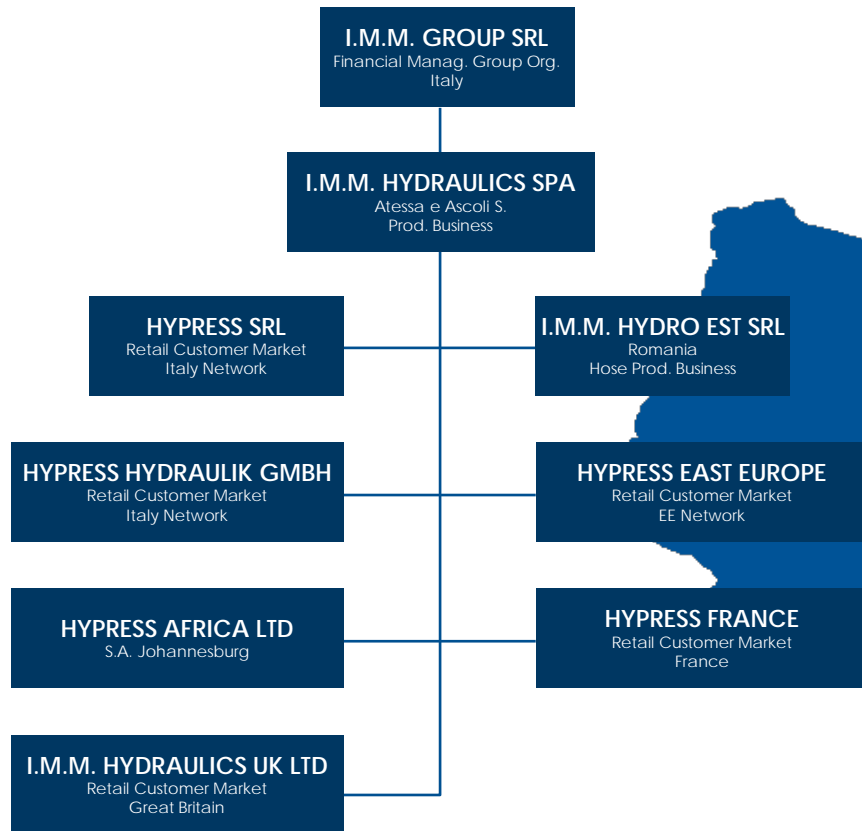 I.M.M. GROUP SRL
Financial Manag. Group Org.
Italy
I.M.M. HYDRAULICS SPA
Atessa e Ascoli S.
Prod. Business
HYPRESS SRL
Retail Customer Market
Italy Network
I.M.M. HYDRO EST SRL
Romania
Hose Prod. Business
HYPRESS HYDRAULIK GMBH
Retail Customer Market
Italy Network
HYPRESS EAST EUROPE
Retail Customer Market
EE Network
HYPRESS AFRICA LTD
S.A. Johannesburg
HYPRESS FRANCE
Retail Customer Market
France
I.M.M. HYDRAULICS UK LTD
Retail Customer Market
Great Britain